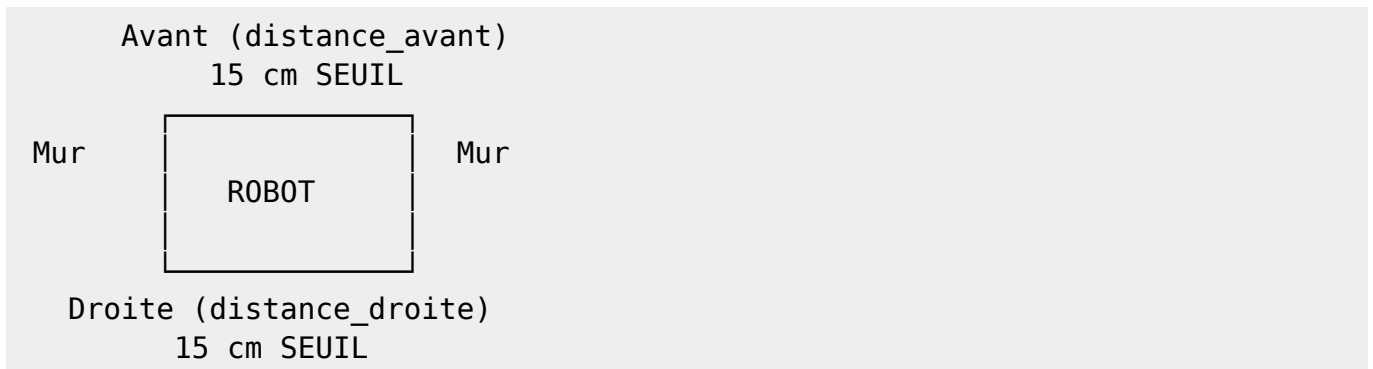 Avant (distance_avant)
15 cm SEUIL
Mur Mur
ROBOT
Droite (distance_droite)
15 cm SEUIL